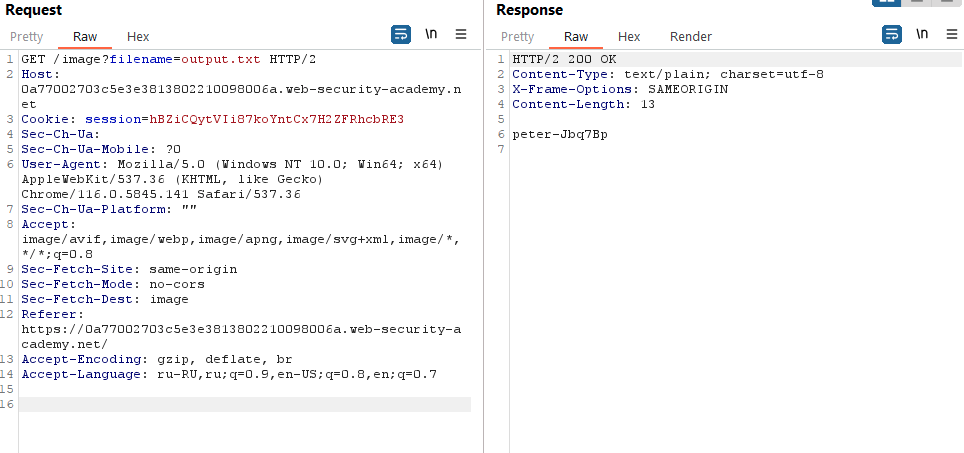 Request
Pretty Raw Hex \n
1 GET /image?filename=output.txt HTTP/2
2 Host:
0a77002703c5e3e3813802210098006a.web-security-academy.n
et
3 Cookie: session=hBZiCQytVIi87koYntCx7H2ZFRhcbRE3
4 Sec-Ch-Ua:
5 Sec-Ch-Ua-Mobile: ?0
6 User-Agent: Mozilla/5.0 (Windows NT 10.0; Win64; x64)
AppleWebKit/537.36 (KHTML, like Gecko)
Chrome/116.0.5845.141 Safari/537.36
7 Sec-Ch-Ua-Platform: ""
8 Accept:
image/avif,image/webp,image/apng,image/svg+xml,image/*,
*/*;q=0.8
9 Sec-Fetch-Site: same-origin
10 Sec-Fetch-Mode: no-cors
11 Sec-Fetch-Dest: image
12 Referer:
https://0a77002703c5e3e3813802210098006a.web-security-a
cademy.net/
13 Accept-Encoding: gzip, deflate, br
14 Accept-Language: ru-RU,ru;q=0.9,en-US;q=0.8,en;q=0.7
15
16
Response
Pretty Raw Hex Render \n
1 HTTP/2 200 OK
2 Content-Type: text/plain; charset=utf-8
3 X-Frame-Options: SAMEORIGIN
4 Content-Length: 13
5
6 peter-Jbq7Bp
7